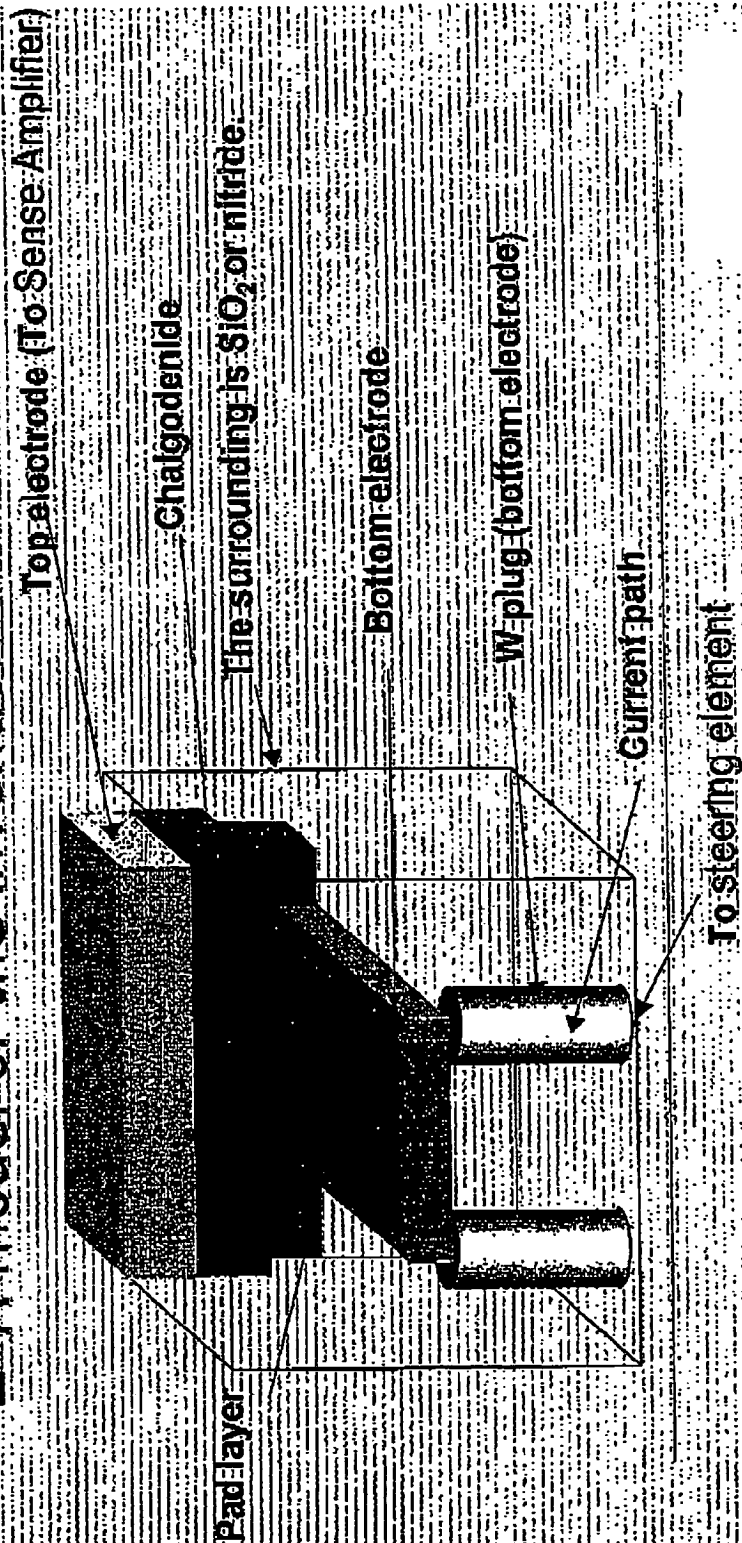 Top electrode (To Sense Amplifier)
Chalgodenide
The surrounding is SiO₂ or nitride.
Bottom electrode
W plug (bottom electrode)
Current path
To steering element
Pad layer